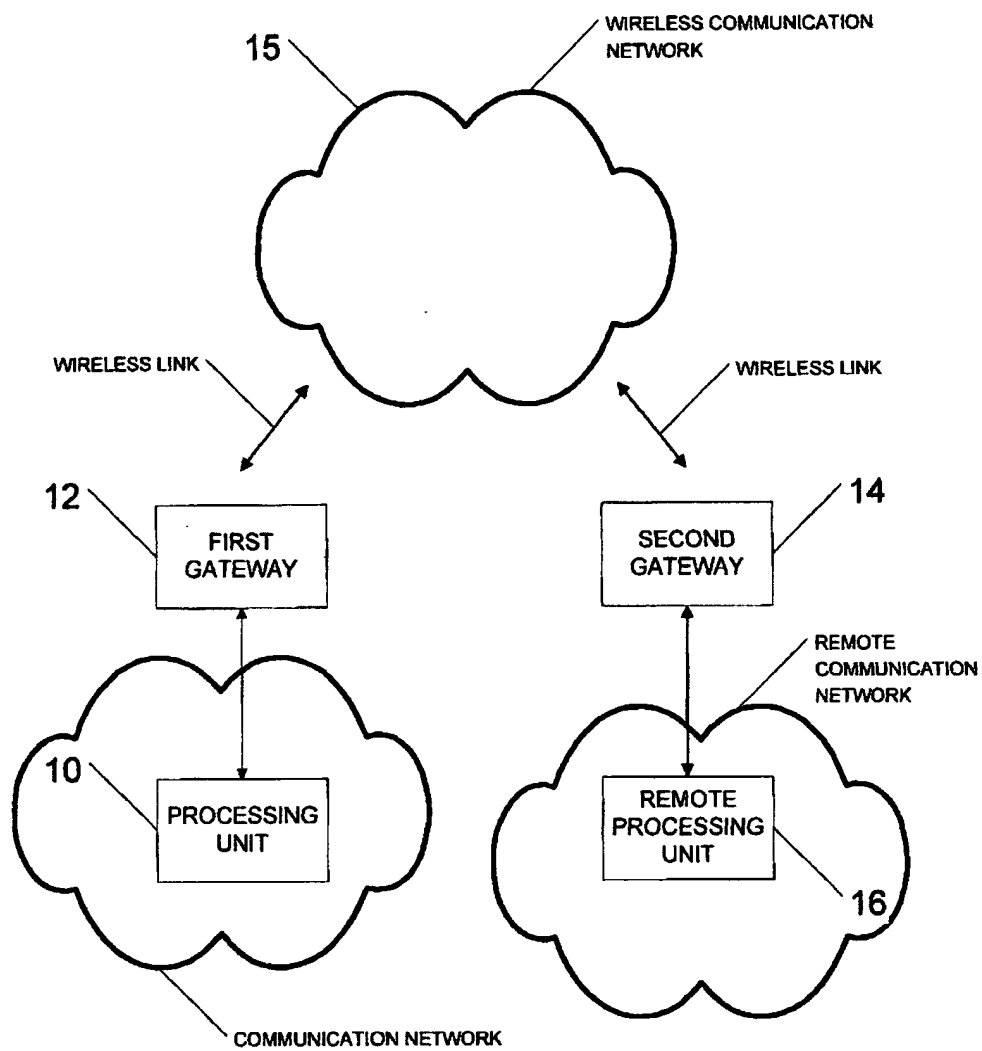 WIRELESS COMMUNICATION
NETWORK
15
WIRELESS LINK
WIRELESS LINK
12
14
FIRST
GATEWAY
SECOND
GATEWAY
REMOTE
COMMUNICATION
NETWORK
10
PROCESSING
UNIT
REMOTE
PROCESSING
UNIT
16
COMMUNICATION NETWORK